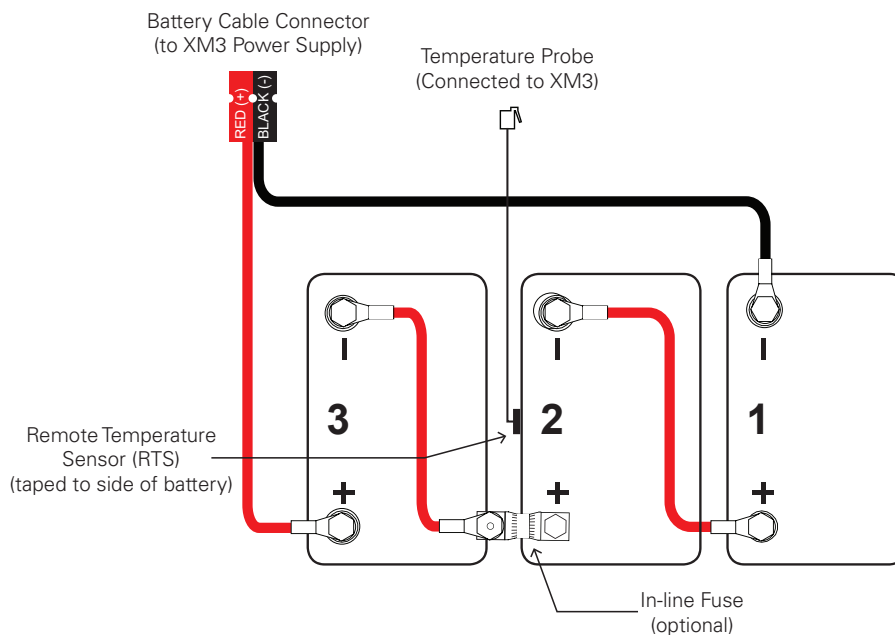 Battery Cable Connector
(to XM3 Power Supply)
Temperature Probe
(Connected to XM3)
RED (+)
BLACK (-)
–
–
–
3
2
1
Remote Temperature
Sensor (RTS)
(taped to side of battery)
+
+
+
In-line Fuse
(optional)